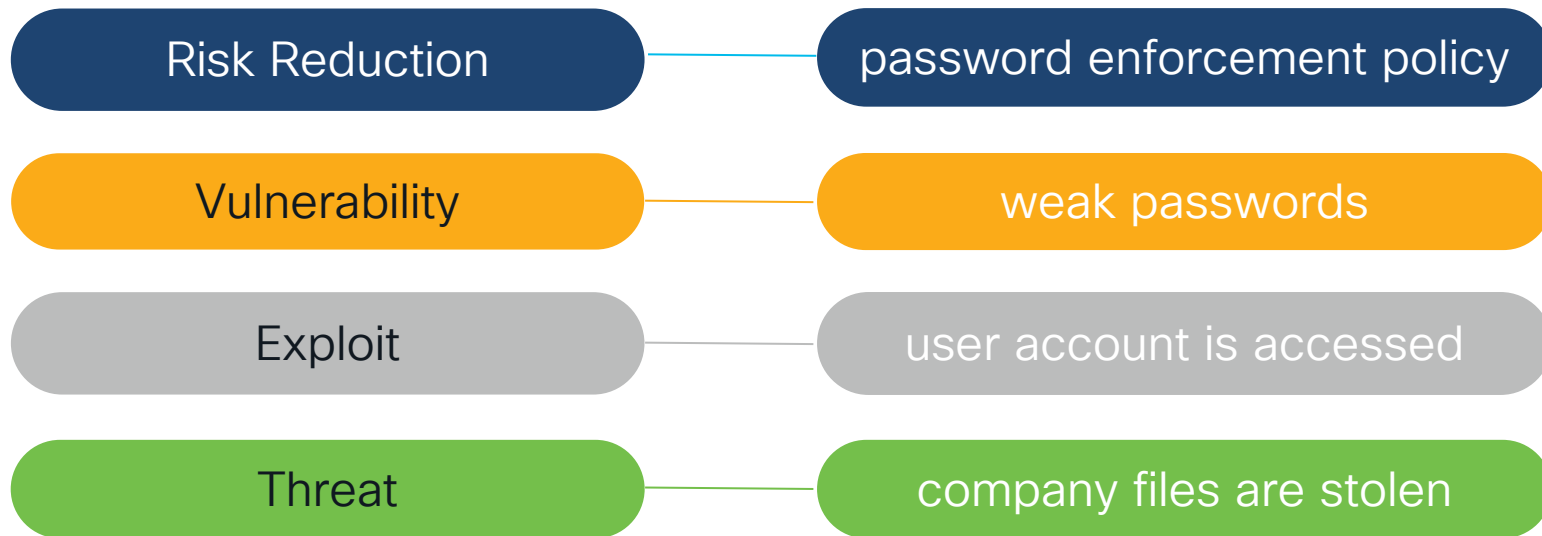 Risk Reduction
password enforcement policy
Vulnerability
weak passwords
Exploit
user account is accessed
Threat
company files are stolen